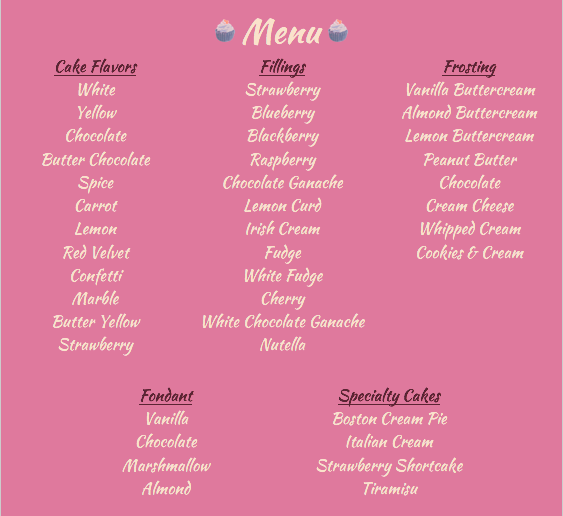 Menu
Cake Flavors
White
Yellow
Chocolate
Butter Chocolate
Spice
Carrot
Lemon
Red Velvet
Confetti
Marble
Butter Yellow
Strawberry
Fillings
Strawberry
Blueberry
Blackberry
Raspberry
Chocolate Ganache
Lemon Curd
Irish Cream
Fudge
White Fudge
Cherry
White Chocolate Ganache
Nutella
Frosting
Vanilla Buttercream
Almond Buttercream
Lemon Buttercream
Peanut Butter
Chocolate
Cream Cheese
Whipped Cream
Cookies & Cream
Fondant
Vanilla
Chocolate
Marshmallow
Almond
Specialty Cakes
Boston Cream Pie
Italian Cream
Strawberry Shortcake
Tiramisu